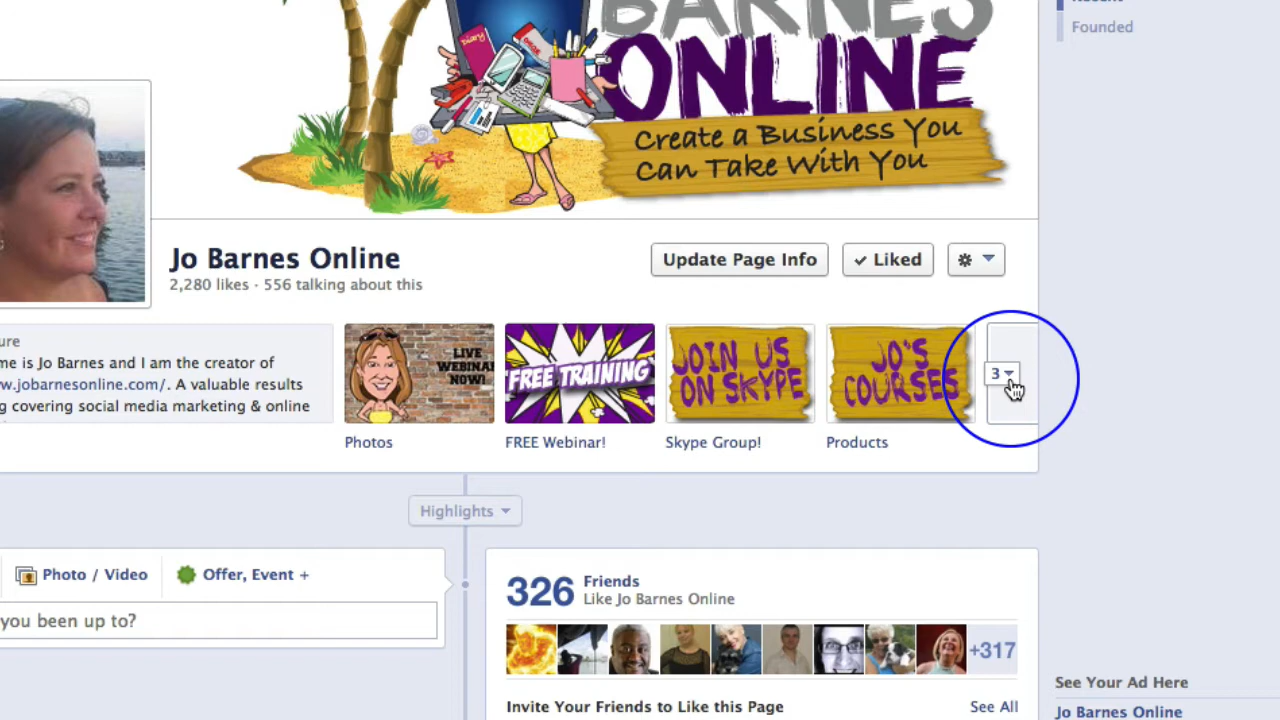 Founded
BARNES
ONLINE
Create a Business You
Can Take With You
Jo Barnes Online
2,280 likes · 556 talking about this
Update Page Info
✓ Liked
me is Jo Barnes and I am the creator of
w.jobarnesonline.com/. A valuable results
g covering social media marketing & online
LIVE
WEBINAR
NOW!
FREE TRAINING
JOIN US
ON SKYPE
JO'S
COURSES
3
Photos
FREE Webinar!
Skype Group!
Products
Highlights
Photo / Video
Offer, Event +
you been up to?
326
Friends
Like Jo Barnes Online
+317
Invite Your Friends to Like this Page
See All
See Your Ad Here
Jo Barnes Online